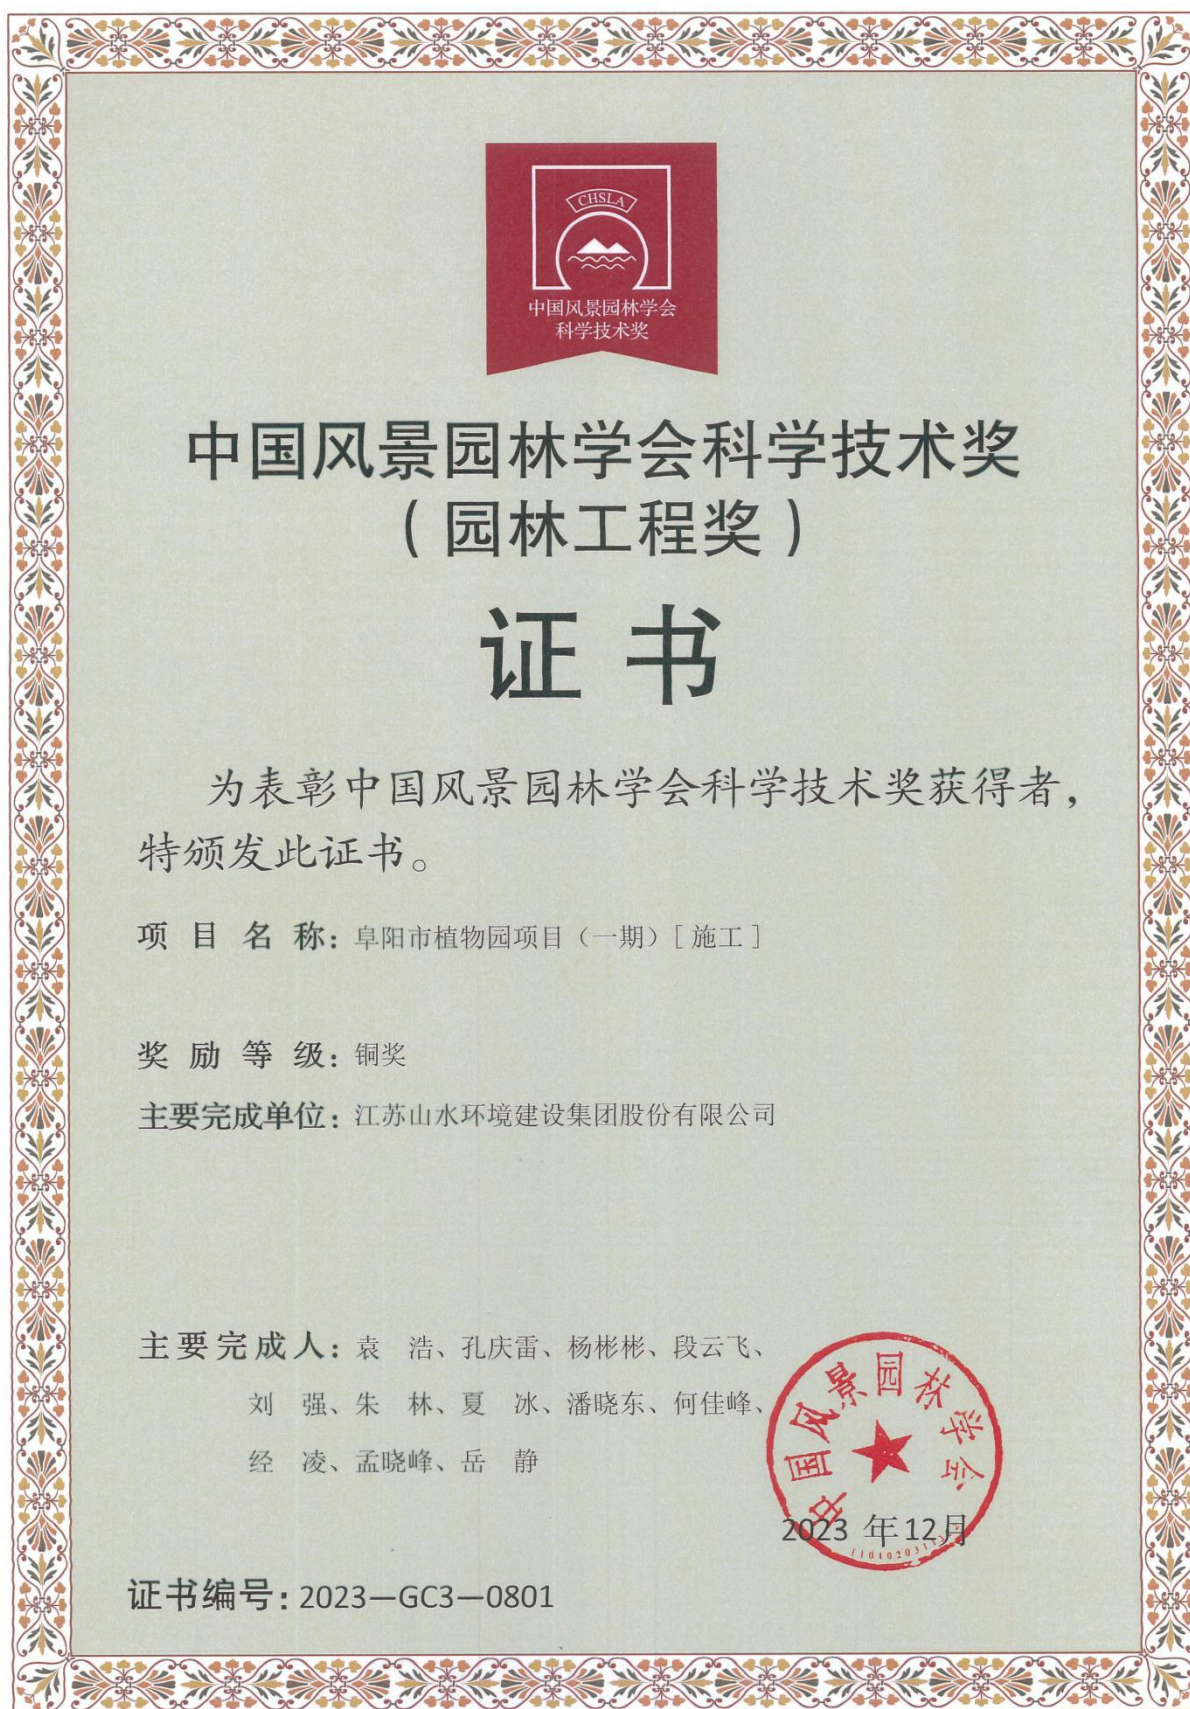 CHSLA
中国风景园林学会
科学技术奖
中国风景园林学会科学技术奖
（园林工程奖）
证书
为表彰中国风景园林学会科学技术奖获得者，
特颁发此证书。
项目名称：阜阳市植物园项目（一期）［施工］
奖励等级：铜奖
主要完成单位：江苏山水环境建设集团股份有限公司
主要完成人：袁　浩、孔庆雷、杨彬彬、段云飞、
刘　强、朱　林、夏　冰、潘晓东、何佳峰、
经　凌、孟晓峰、岳　静
中国风景园林学会
2023 年12月
证书编号：2023—GC3—0801